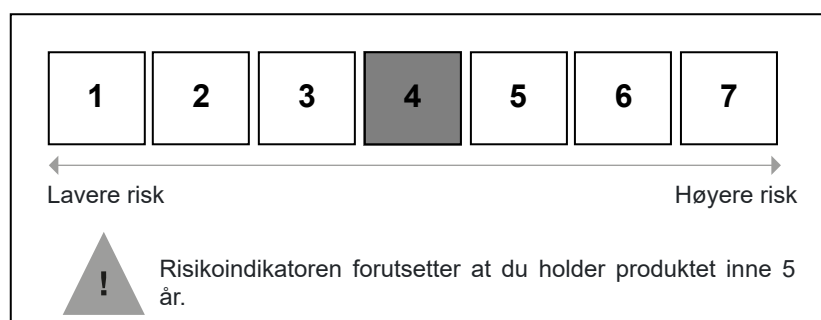 1 2 3 4 5 6 7
Lavere risk Høyere risk
! Risikoindikatoren forutsetter at du holder produktet inne 5
år.